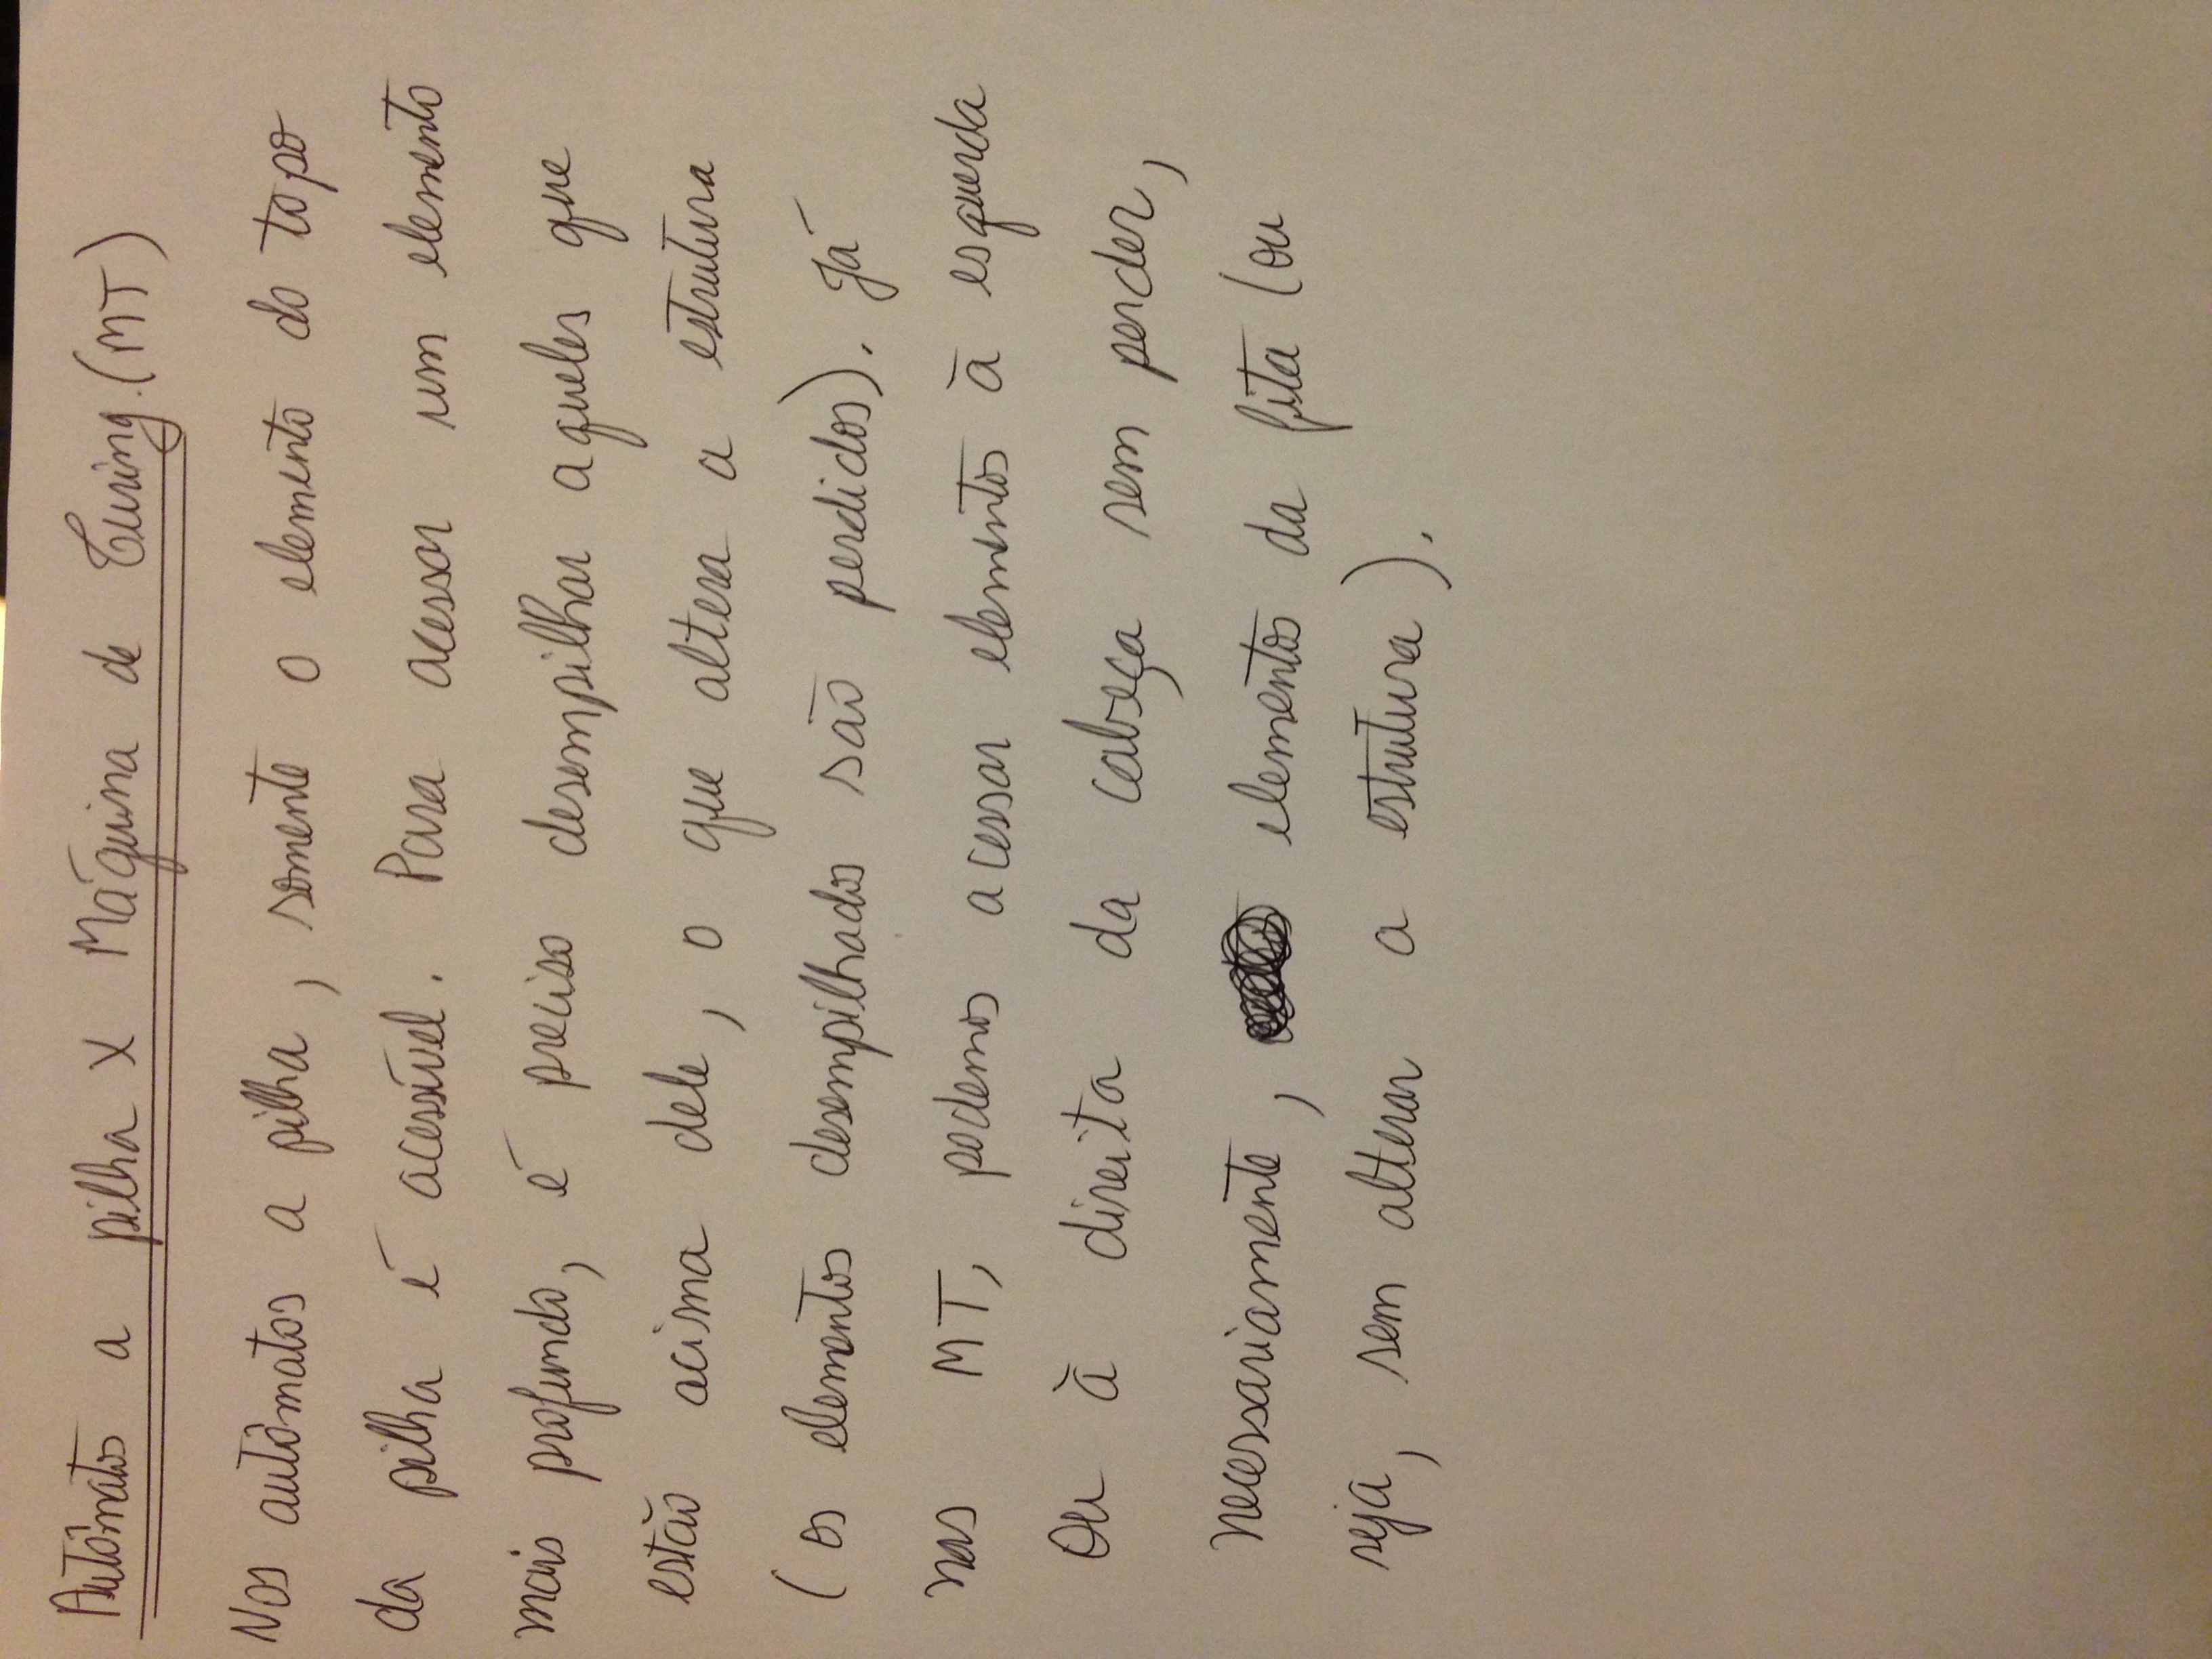 Autômatos a pilha X Máquina de Turing. (MT)
Nos autômatos a pilha, somente o elemento do topo
da pilha é acessível. Para acessar um elemento
mais profundo, é preciso desempilhar aqueles que
estão acima dele, o que altera a estrutura
(os elementos desempilhados são perdidos). Já
nas MT, podemos acessar elementos à esquerda
ou à direita da cabeça sem perder,
necessariamente, elementos da fita (ou
seja, sem alterar a estrutura).